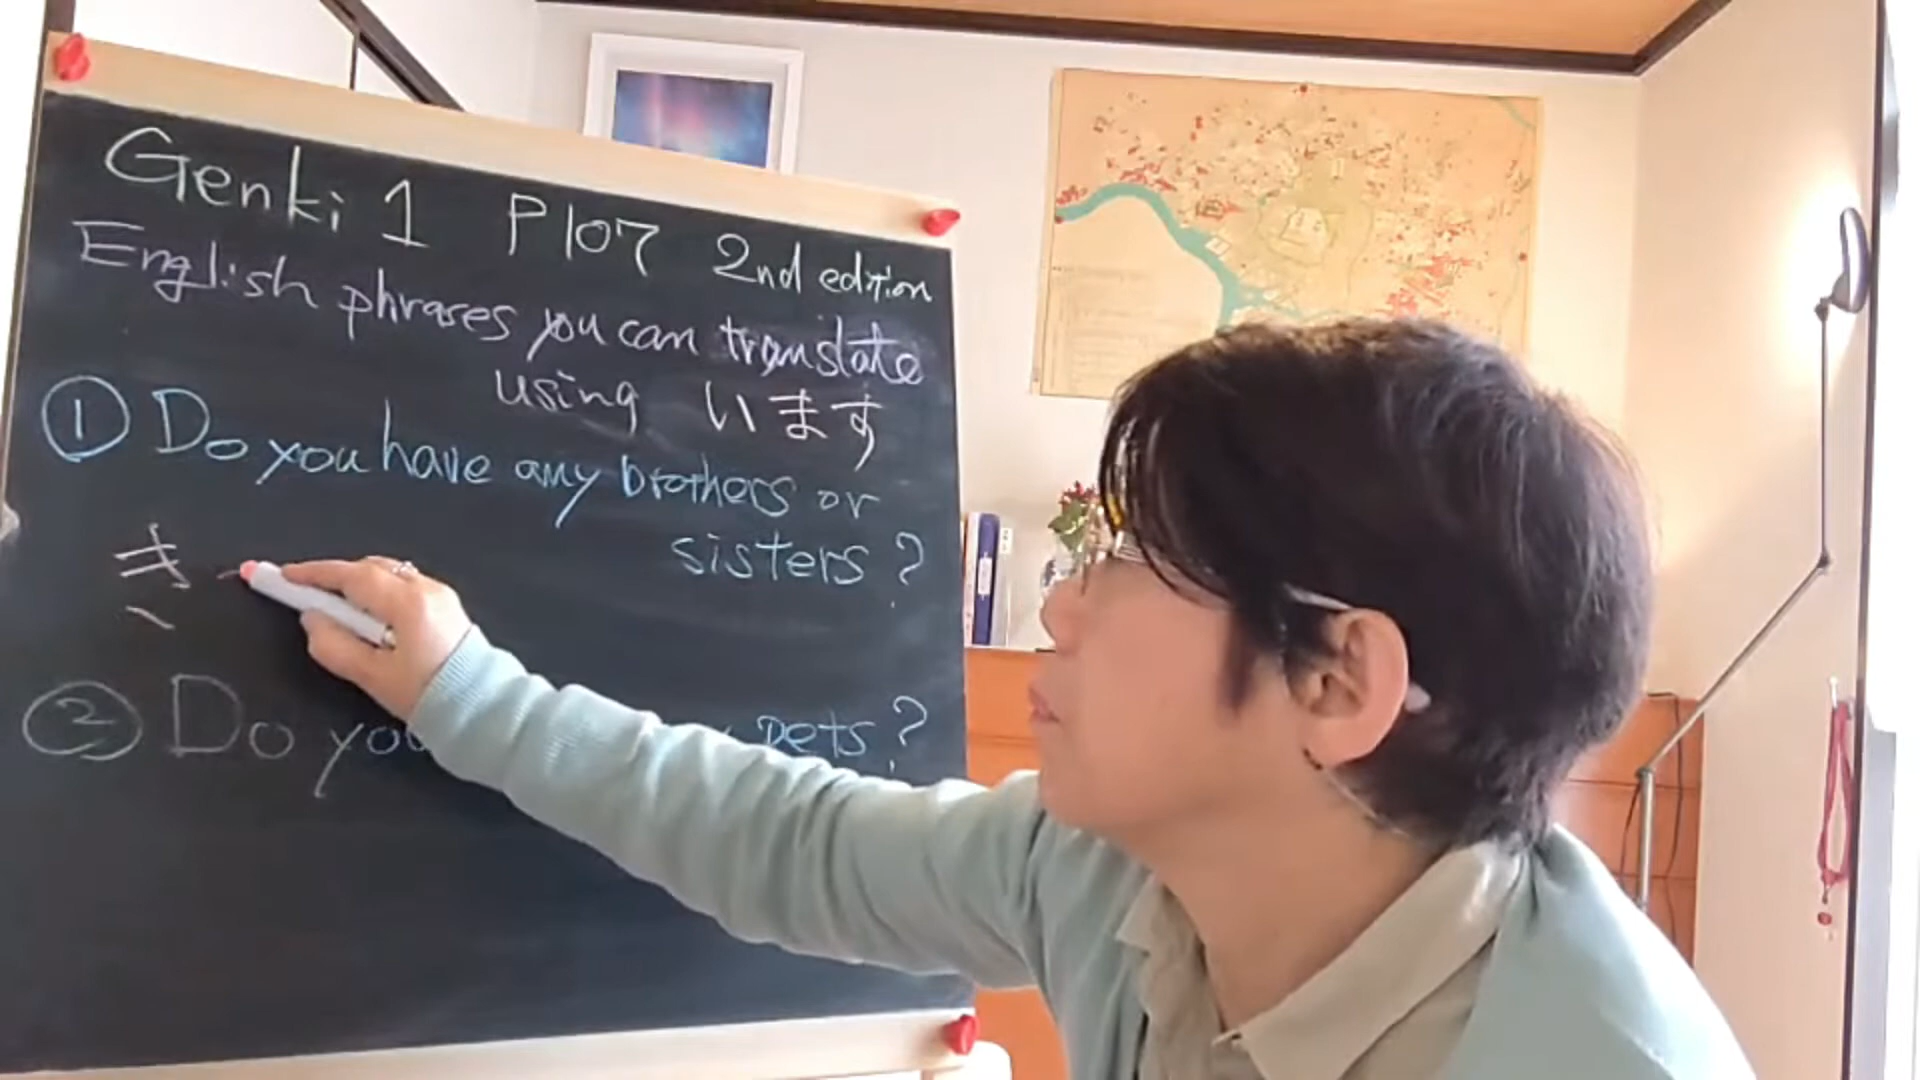 Genki 1 P107 2nd edition
English phrases you can translate
using います
① Do you have any brothers or
sisters?
き
② Do you pets?